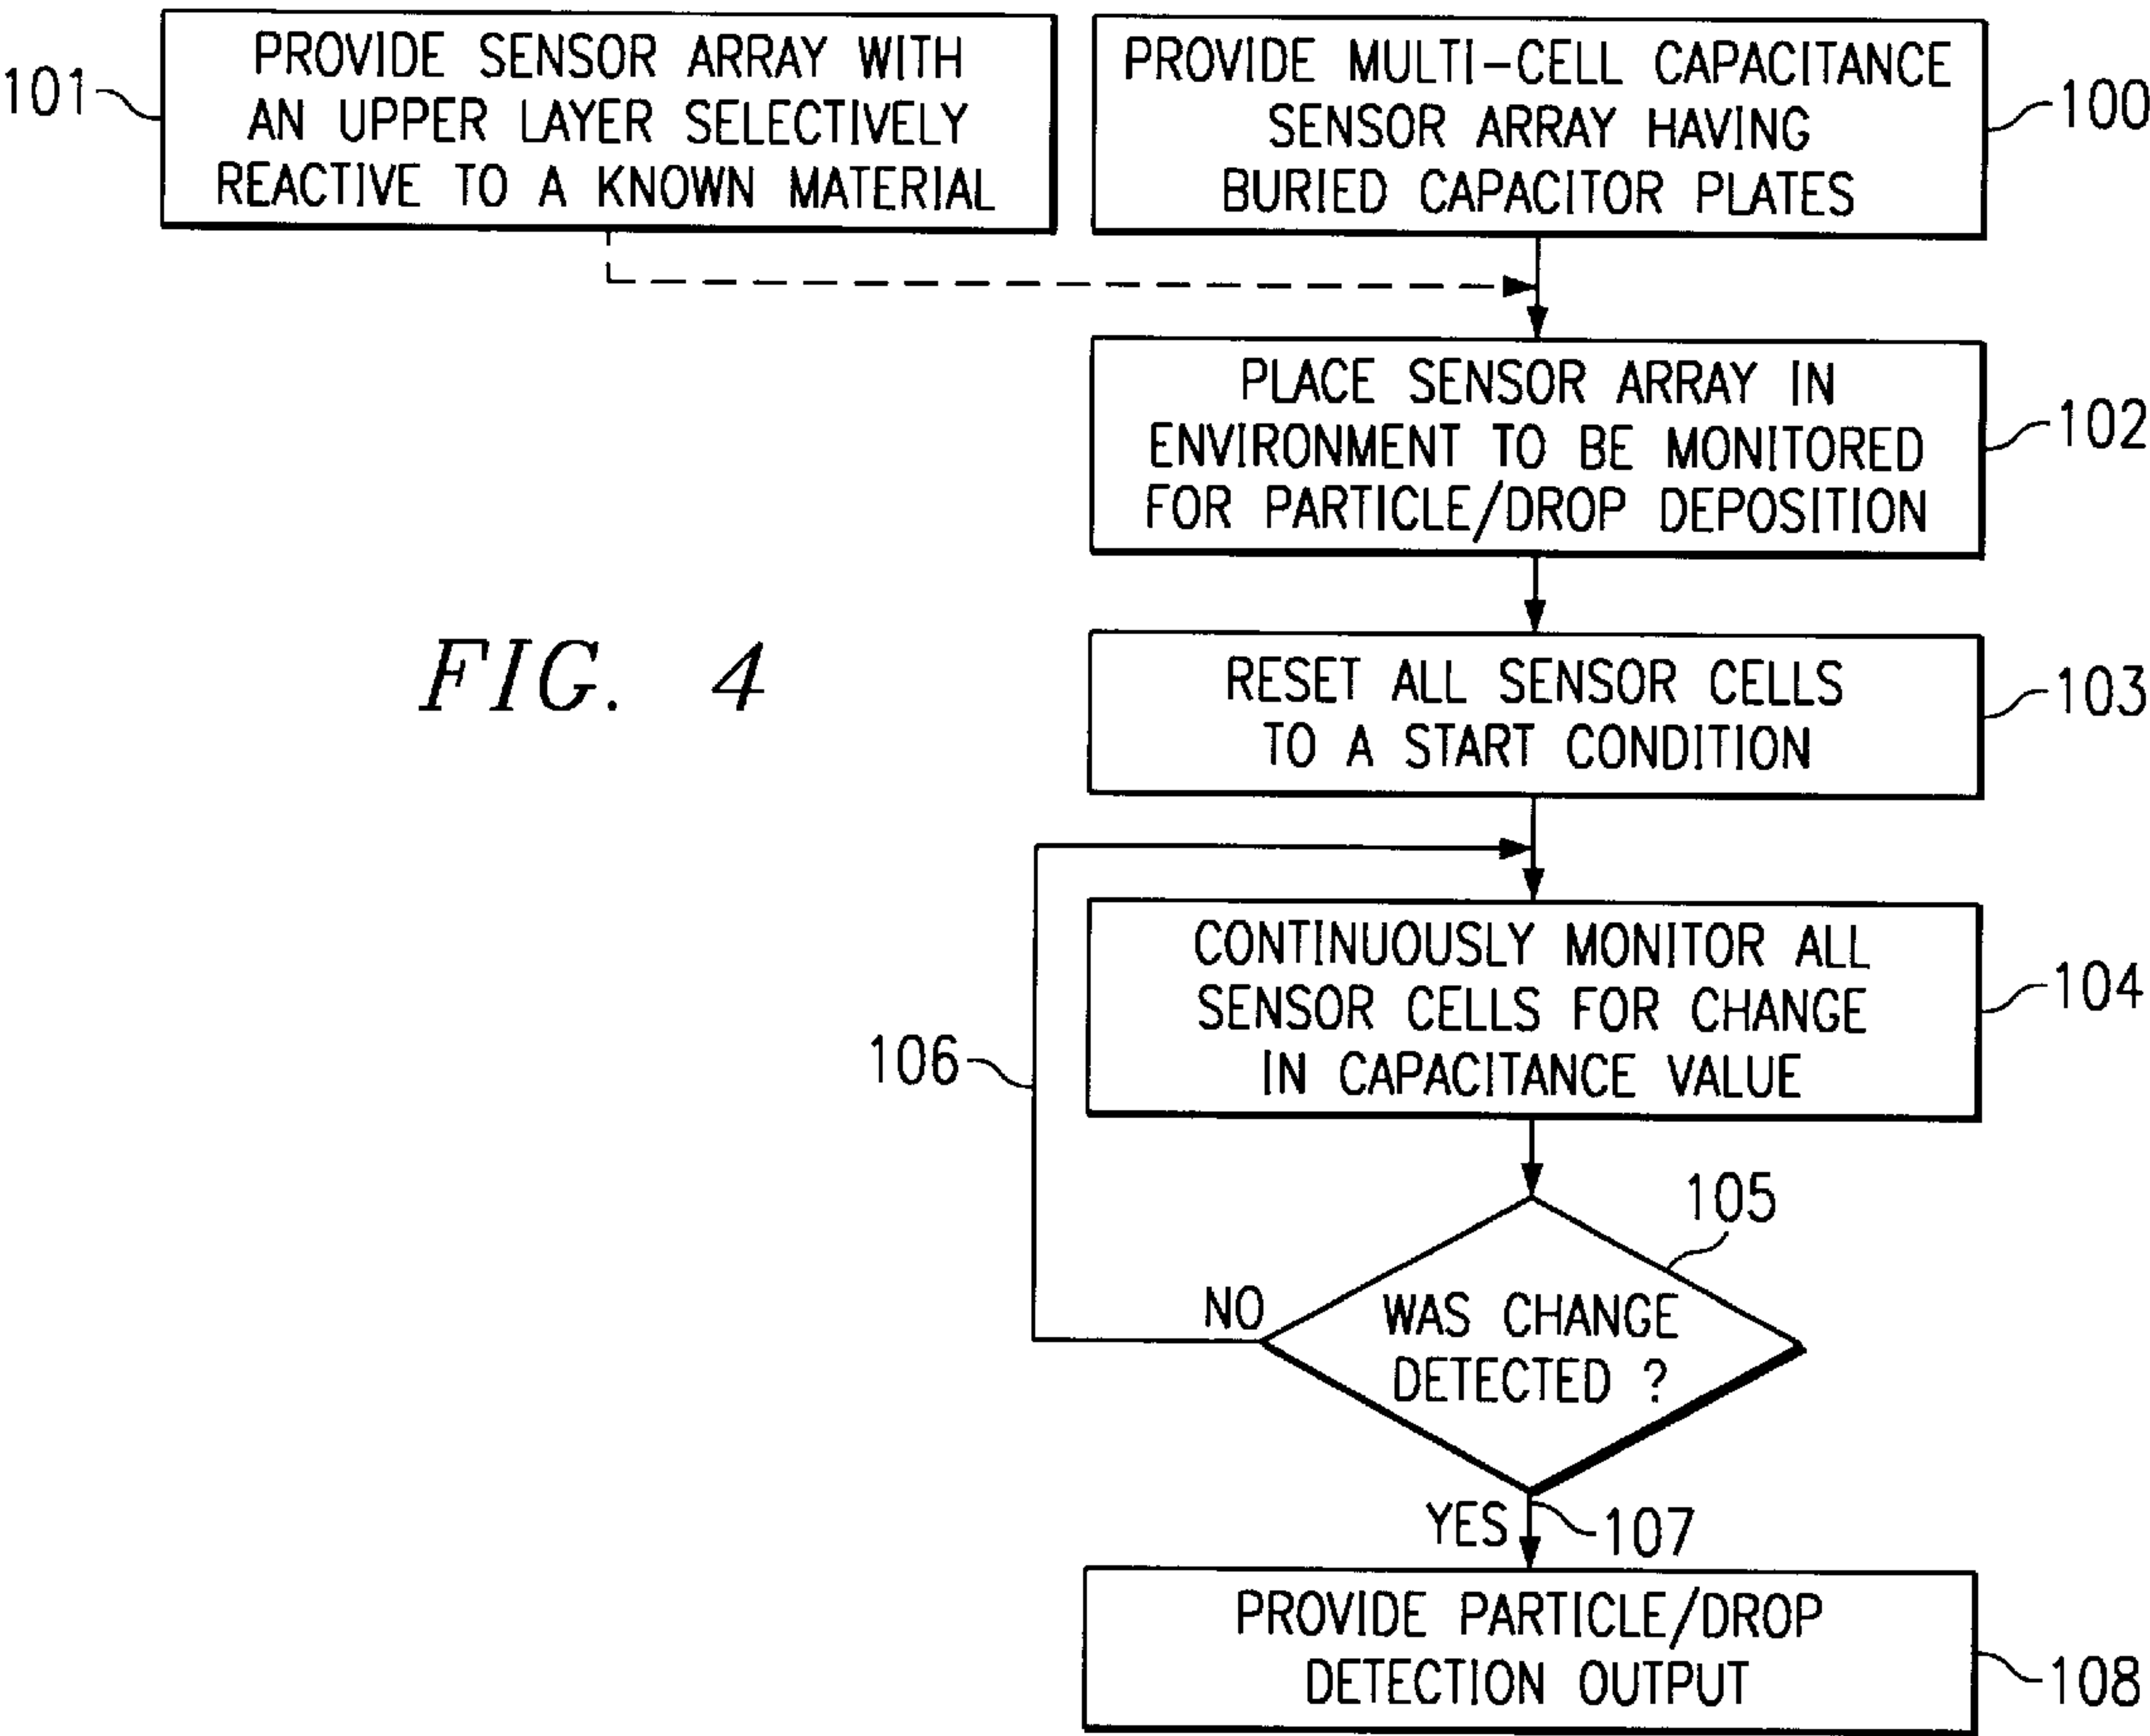 101
PROVIDE SENSOR ARRAY WITH
AN UPPER LAYER SELECTIVELY
REACTIVE TO A KNOWN MATERIAL
PROVIDE MULTI-CELL CAPACITANCE
SENSOR ARRAY HAVING
BURIED CAPACITOR PLATES
100
PLACE SENSOR ARRAY IN
ENVIRONMENT TO BE MONITORED
FOR PARTICLE/DROP DEPOSITION
102
FIG. 4
RESET ALL SENSOR CELLS
TO A START CONDITION
103
CONTINUOUSLY MONITOR ALL
SENSOR CELLS FOR CHANGE
IN CAPACITANCE VALUE
104
106
105
NO
WAS CHANGE
DETECTED ?
YES
107
PROVIDE PARTICLE/DROP
DETECTION OUTPUT
108